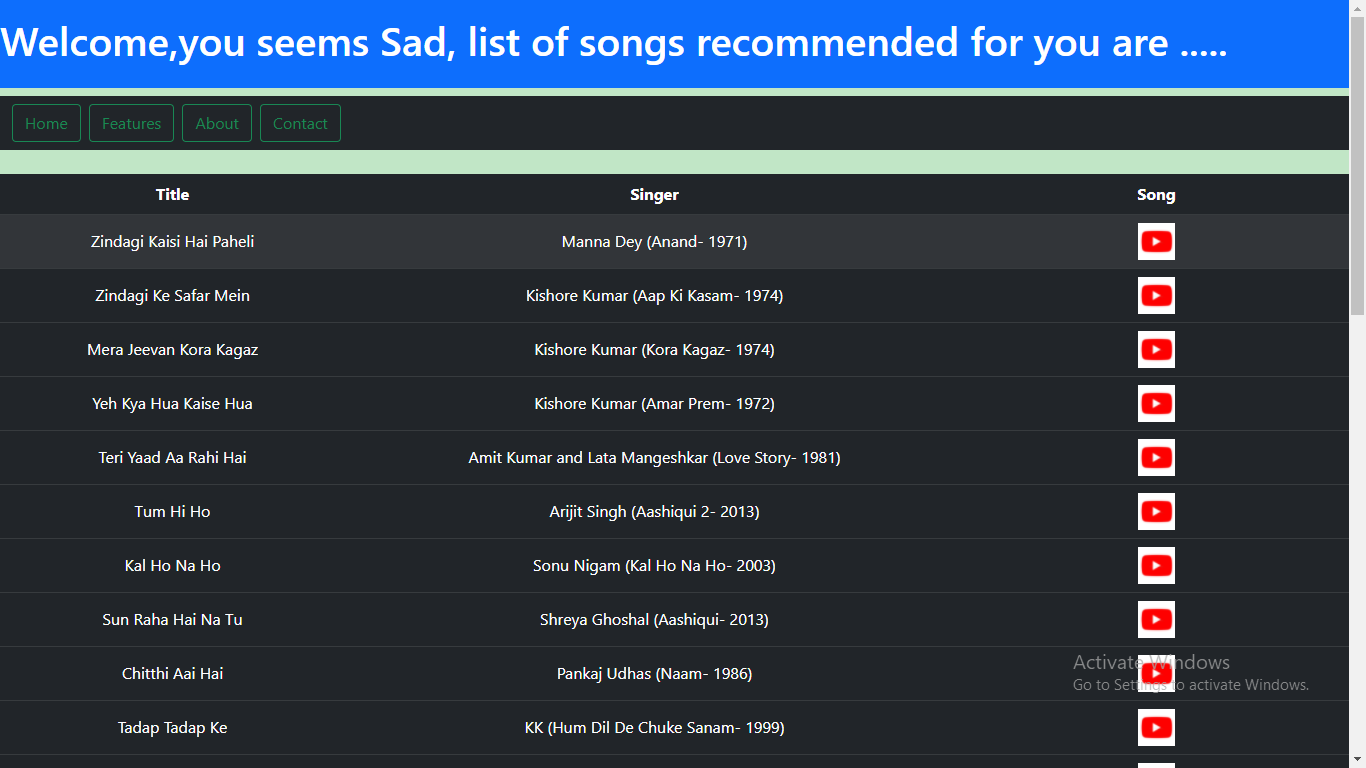 Welcome,you seems Sad, list of songs recommended for you are .....
Home Features About Contact
Title Singer Song
Zindagi Kaisi Hai Paheli Manna Dey (Anand- 1971)
Zindagi Ke Safar Mein Kishore Kumar (Aap Ki Kasam- 1974)
Mera Jeevan Kora Kagaz Kishore Kumar (Kora Kagaz- 1974)
Yeh Kya Hua Kaise Hua Kishore Kumar (Amar Prem- 1972)
Teri Yaad Aa Rahi Hai Amit Kumar and Lata Mangeshkar (Love Story- 1981)
Tum Hi Ho Arijit Singh (Aashiqui 2- 2013)
Kal Ho Na Ho Sonu Nigam (Kal Ho Na Ho- 2003)
Sun Raha Hai Na Tu Shreya Ghoshal (Aashiqui- 2013)
Chitthi Aai Hai Pankaj Udhas (Naam- 1986)
Activate Windows
Go to Settings to activate Windows.
Tadap Tadap Ke KK (Hum Dil De Chuke Sanam- 1999)